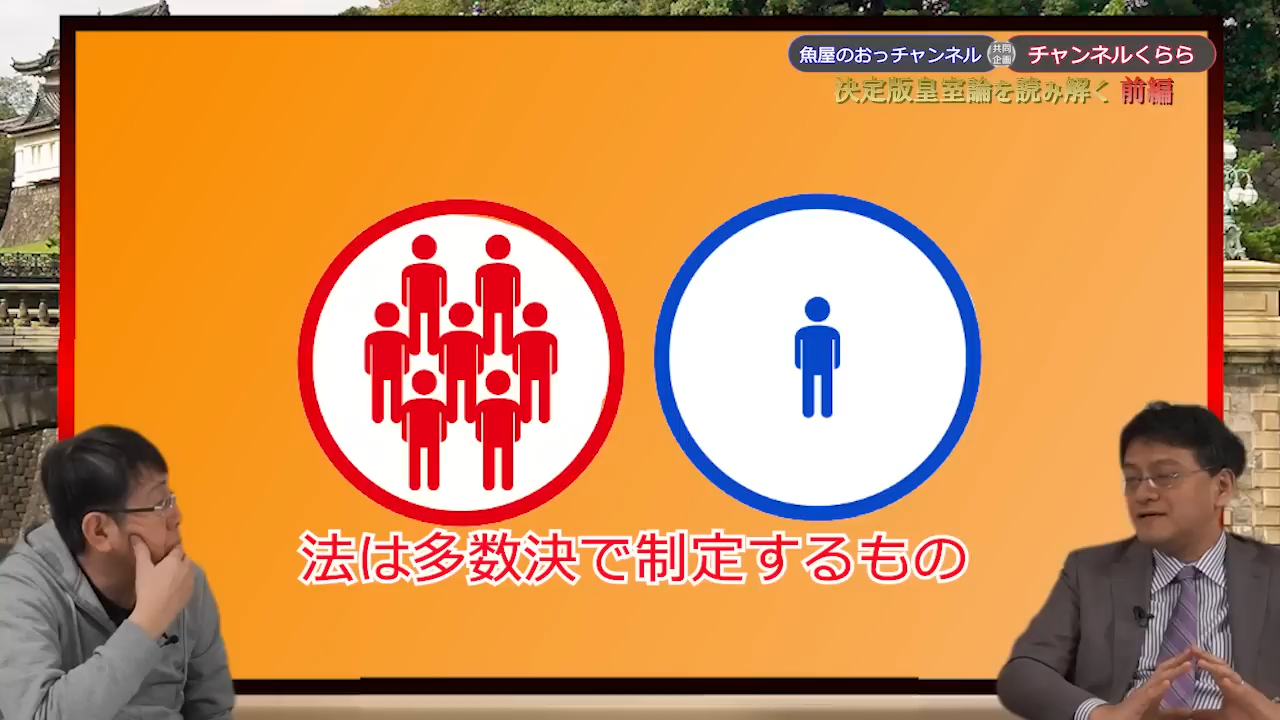 魚屋のおっチャンネル 共同企画 チャンネルくらら
決定版皇室論を読み解く 前編
法は多数決で制定するもの